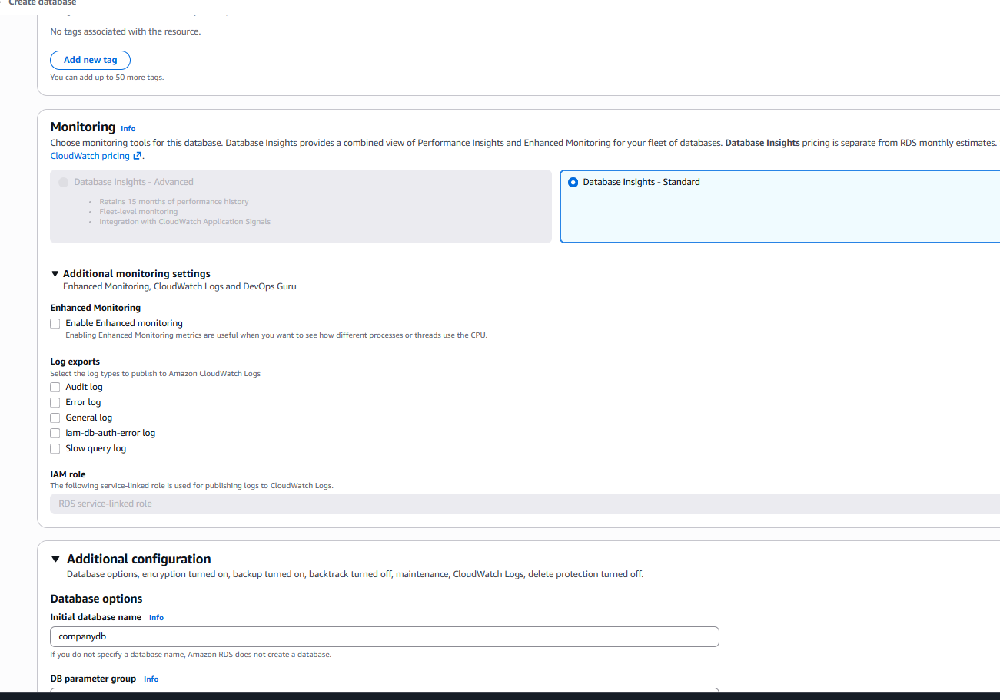 Create database
No tags associated with the resource.
Add new tag
You can add up to 50 more tags.
Monitoring Info
Choose monitoring tools for this database. Database Insights provides a combined view of Performance Insights and Enhanced Monitoring for your fleet of databases. Database Insights pricing is separate from RDS monthly estimates.
CloudWatch pricing .
Database Insights - Advanced
• Retains 15 months of performance history
• Fleet-level monitoring
• Integration with CloudWatch Application Signals
Database Insights - Standard
Additional monitoring settings
Enhanced Monitoring, CloudWatch Logs and DevOps Guru
Enhanced Monitoring
Enable Enhanced monitoring
Enabling Enhanced Monitoring metrics are useful when you want to see how different processes or threads use the CPU.
Log exports
Select the log types to publish to Amazon CloudWatch Logs
Audit log
Error log
General log
iam-db-auth-error log
Slow query log
IAM role
The following service-linked role is used for publishing logs to CloudWatch Logs.
RDS service-linked role
Additional configuration
Database options, encryption turned on, backup turned on, backtrack turned off, maintenance, CloudWatch Logs, delete protection turned off.
Database options
Initial database name Info
companydb
If you do not specify a database name, Amazon RDS does not create a database.
DB parameter group Info